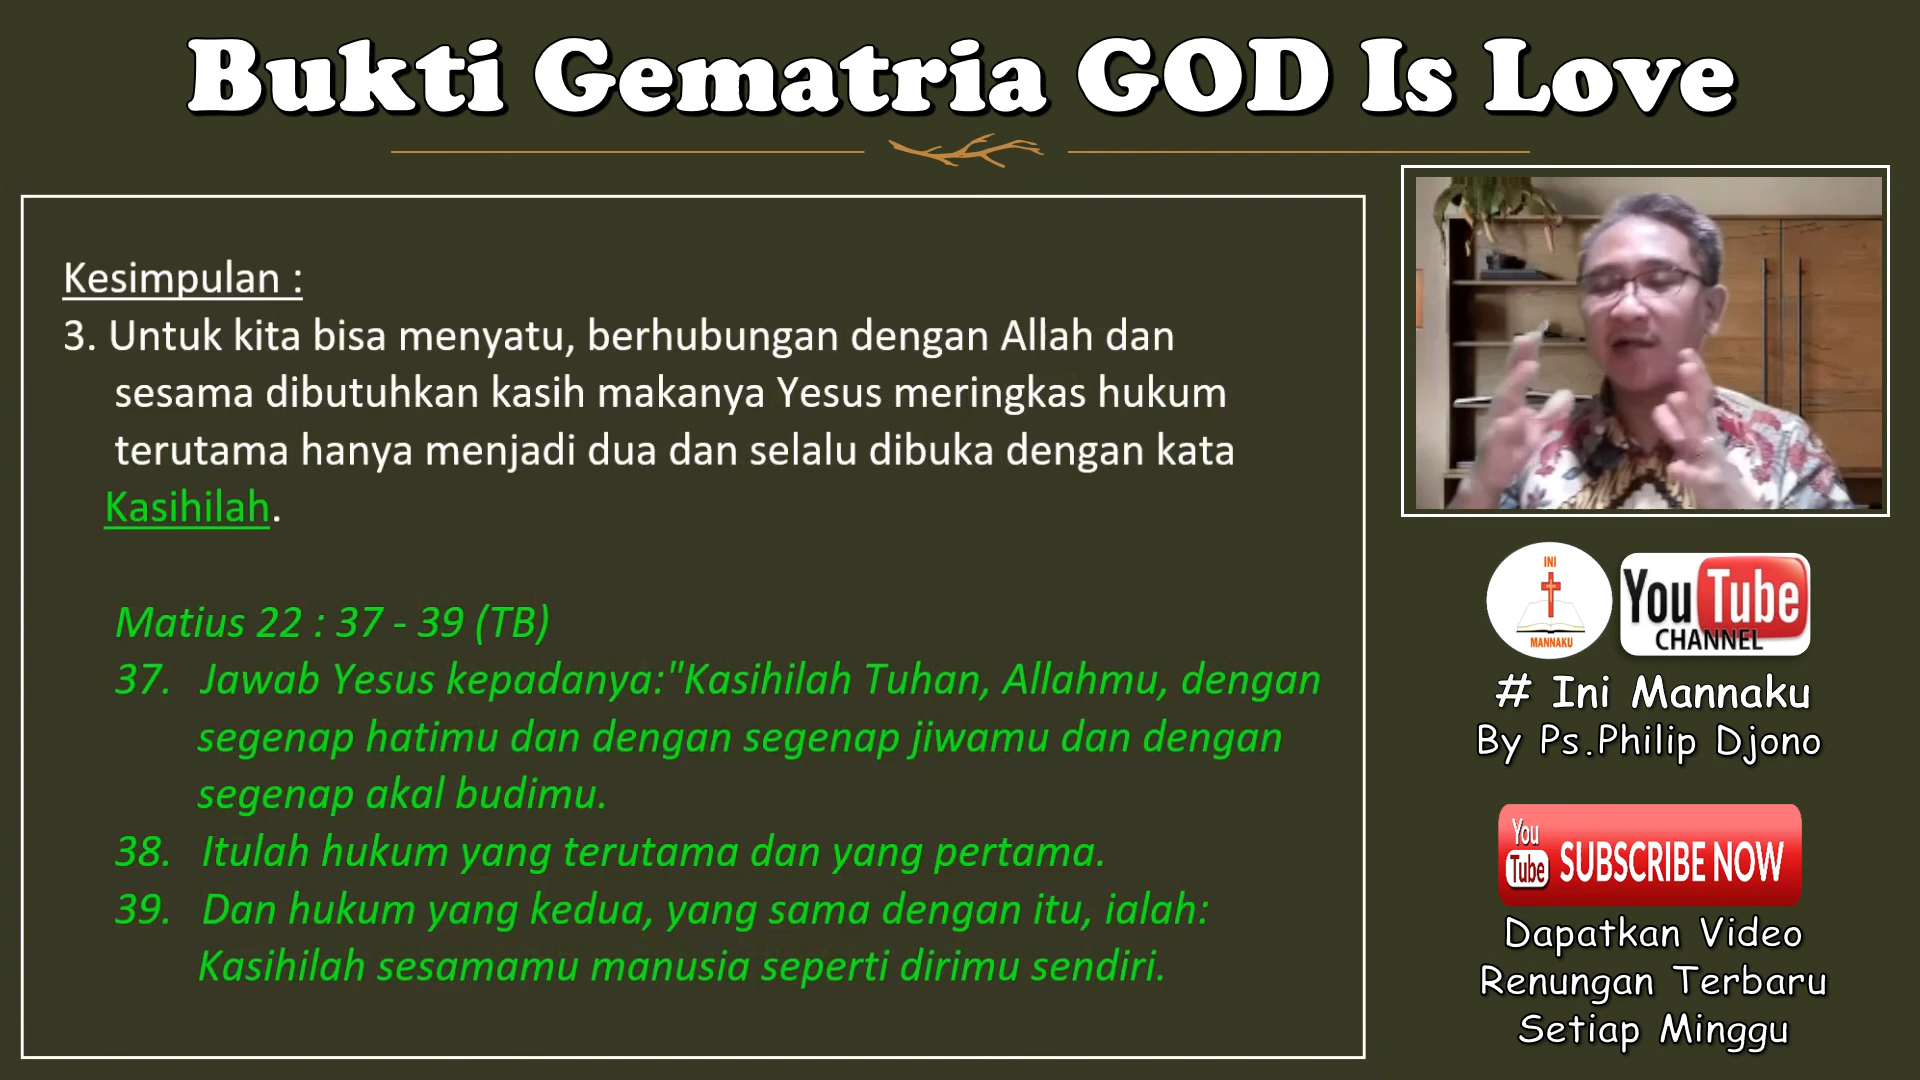 Bukti Gematria GOD Is Love
Kesimpulan :
3. Untuk kita bisa menyatu, berhubungan dengan Allah dan
sesama dibutuhkan kasih makanya Yesus meringkas hukum
terutama hanya menjadi dua dan selalu dibuka dengan kata
Kasihilah.
Matius 22 : 37 - 39 (TB)
37. Jawab Yesus kepadanya:"Kasihilah Tuhan, Allahmu, dengan
segenap hatimu dan dengan segenap jiwamu dan dengan
segenap akal budimu.
38. Itulah hukum yang terutama dan yang pertama.
39. Dan hukum yang kedua, yang sama dengan itu, ialah:
Kasihilah sesamamu manusia seperti dirimu sendiri.
INI
MANNAKU
YouTube
CHANNEL
# Ini Mannaku
By Ps.Philip Djono
You
Tube
SUBSCRIBE NOW
Dapatkan Video
Renungan Terbaru
Setiap Minggu